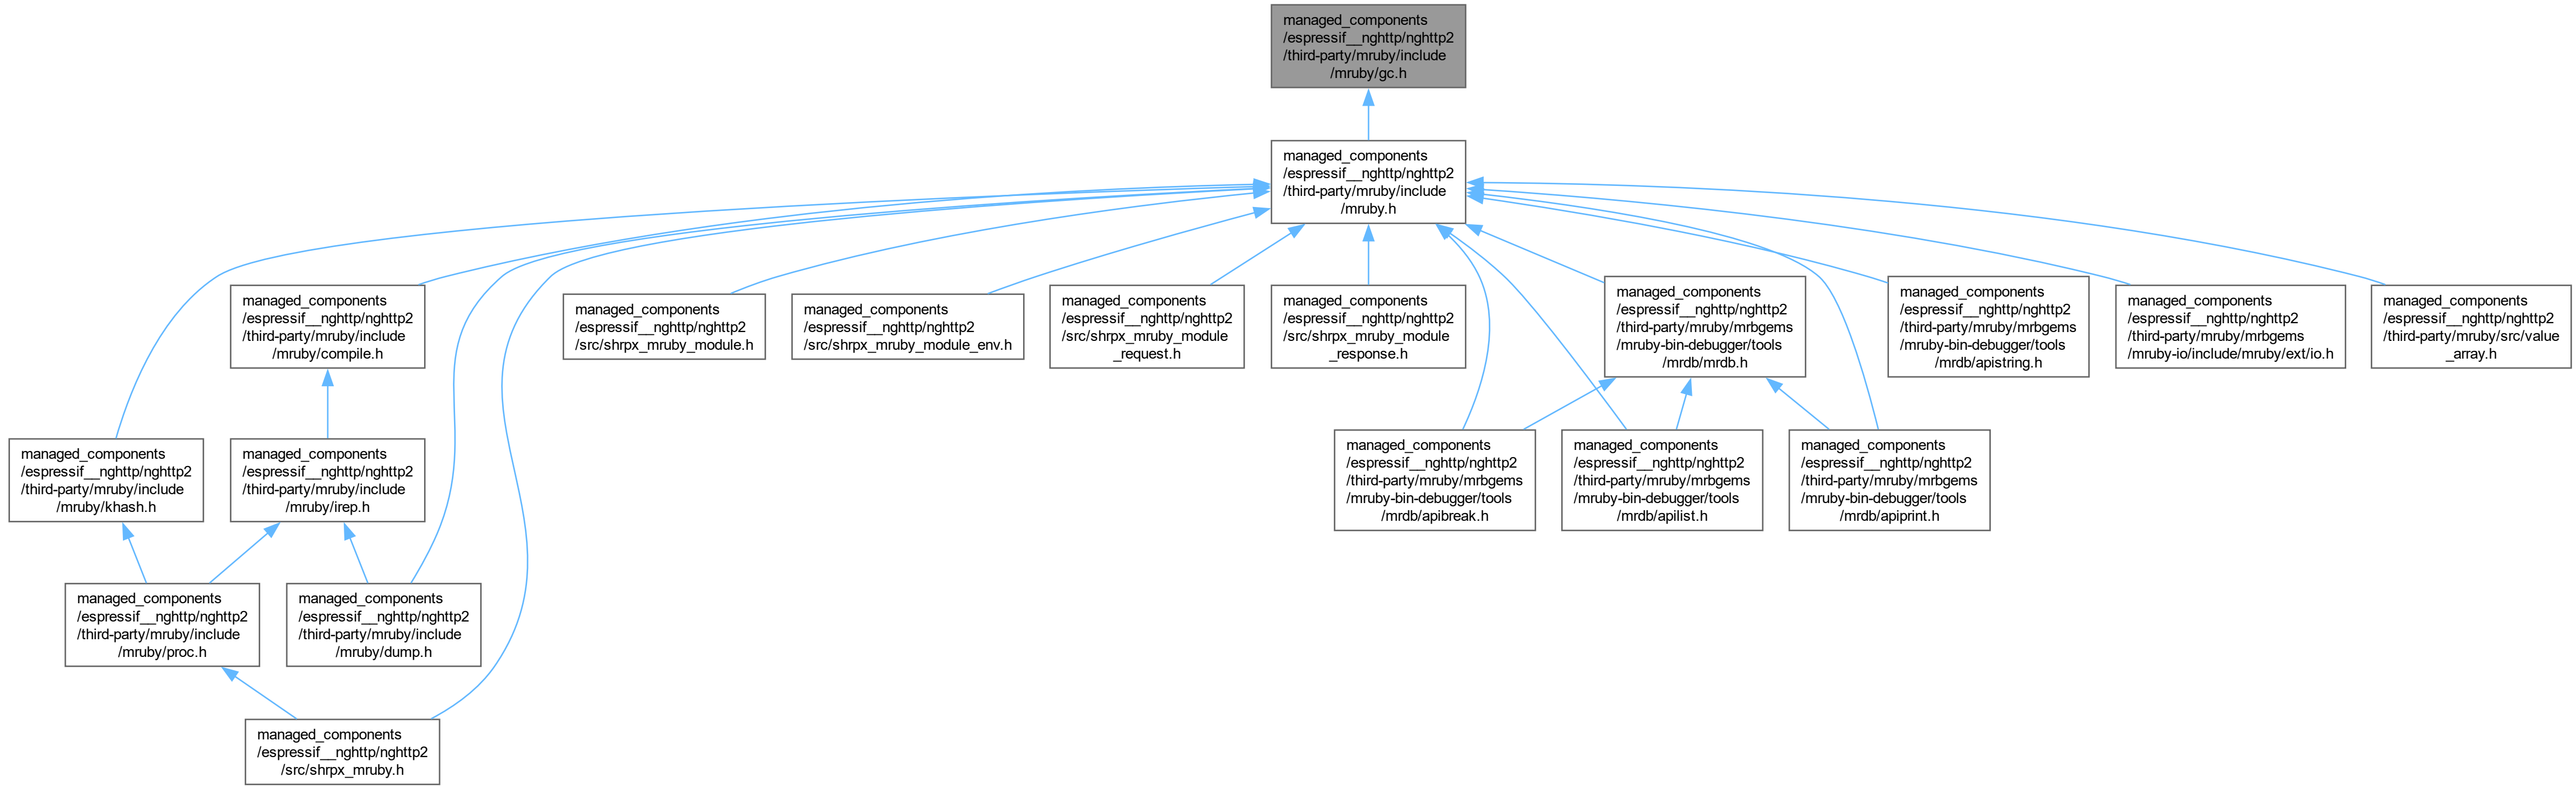 managed_components
/espressif__nghttp/nghttp2
/third-party/mruby/include
/mruby/gc.h
managed_components
/espressif__nghttp/nghttp2
/third-party/mruby/include
/mruby.h
managed_components
/espressif__nghttp/nghttp2
/third-party/mruby/include
/mruby/compile.h
managed_components
/espressif__nghttp/nghttp2
/src/shrpx_mruby_module.h
managed_components
/espressif__nghttp/nghttp2
/src/shrpx_mruby_module_env.h
managed_components
/espressif__nghttp/nghttp2
/src/shrpx_mruby_module
_request.h
managed_components
/espressif__nghttp/nghttp2
/src/shrpx_mruby_module
_response.h
managed_components
/espressif__nghttp/nghttp2
/third-party/mruby/mrbgems
/mruby-bin-debugger/tools
/mrdb/mrdb.h
managed_components
/espressif__nghttp/nghttp2
/third-party/mruby/mrbgems
/mruby-bin-debugger/tools
/mrdb/apistring.h
managed_components
/espressif__nghttp/nghttp2
/third-party/mruby/mrbgems
/mruby-io/include/mruby/ext/io.h
managed_components
/espressif__nghttp/nghttp2
/third-party/mruby/src/value
_array.h
managed_components
/espressif__nghttp/nghttp2
/third-party/mruby/include
/mruby/khash.h
managed_components
/espressif__nghttp/nghttp2
/third-party/mruby/include
/mruby/irep.h
managed_components
/espressif__nghttp/nghttp2
/third-party/mruby/mrbgems
/mruby-bin-debugger/tools
/mrdb/apibreak.h
managed_components
/espressif__nghttp/nghttp2
/third-party/mruby/mrbgems
/mruby-bin-debugger/tools
/mrdb/apilist.h
managed_components
/espressif__nghttp/nghttp2
/third-party/mruby/mrbgems
/mruby-bin-debugger/tools
/mrdb/apiprint.h
managed_components
/espressif__nghttp/nghttp2
/third-party/mruby/include
/mruby/proc.h
managed_components
/espressif__nghttp/nghttp2
/third-party/mruby/include
/mruby/dump.h
managed_components
/espressif__nghttp/nghttp2
/src/shrpx_mruby.h